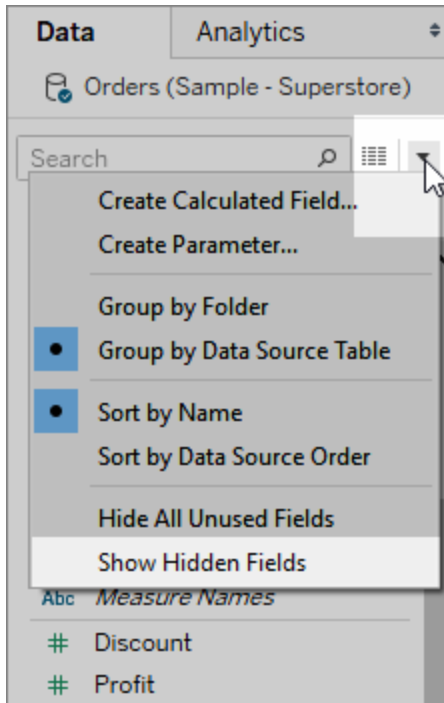 Data Analytics
Orders (Sample - Superstore)
Search
Create Calculated Field...
Create Parameter...
Group by Folder
Group by Data Source Table
Sort by Name
Sort by Data Source Order
Hide All Unused Fields
Show Hidden Fields
Abc Measure Names
# Discount
# Profit